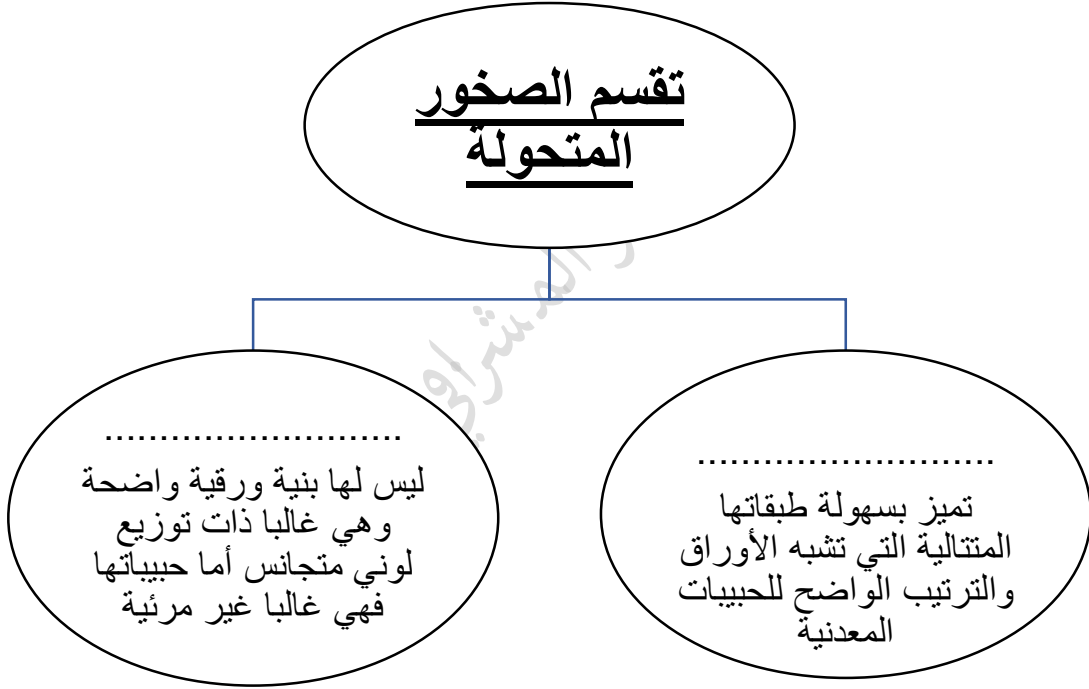 تقسم الصخور
المتحولة
...........................
تميز بسهولة طبقاتها
المتتالية التي تشبه الأوراق
والترتيب الواضح للحبيبات
المعدنية
...........................
ليس لها بنية ورقية واضحة
وهي غالبا ذات توزيع
لوني متجانس أما حبيباتها
فهي غالبا غير مرئية